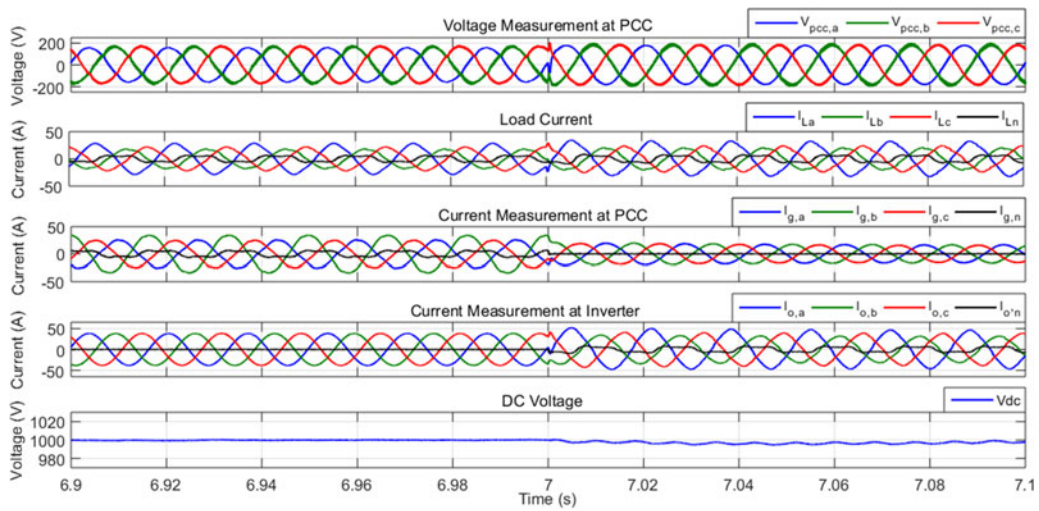 Voltage Measurement at PCC
V_pcc,a V_pcc,b V_pcc,c
Voltage (V)
200
0
-200
Load Current
I_La I_Lb I_Lc I_Ln
Current (A)
50
0
-50
Current Measurement at PCC
I_g,a I_g,b I_g,c I_g,n
Current (A)
50
0
-50
Current Measurement at Inverter
I_o,a I_o,b I_o,c I_o'n
Current (A)
50
0
-50
DC Voltage
Vdc
Voltage (V)
1020
1000
980
6.9 6.92 6.94 6.96 6.98 7 7.02 7.04 7.06 7.08 7.1
Time (s)